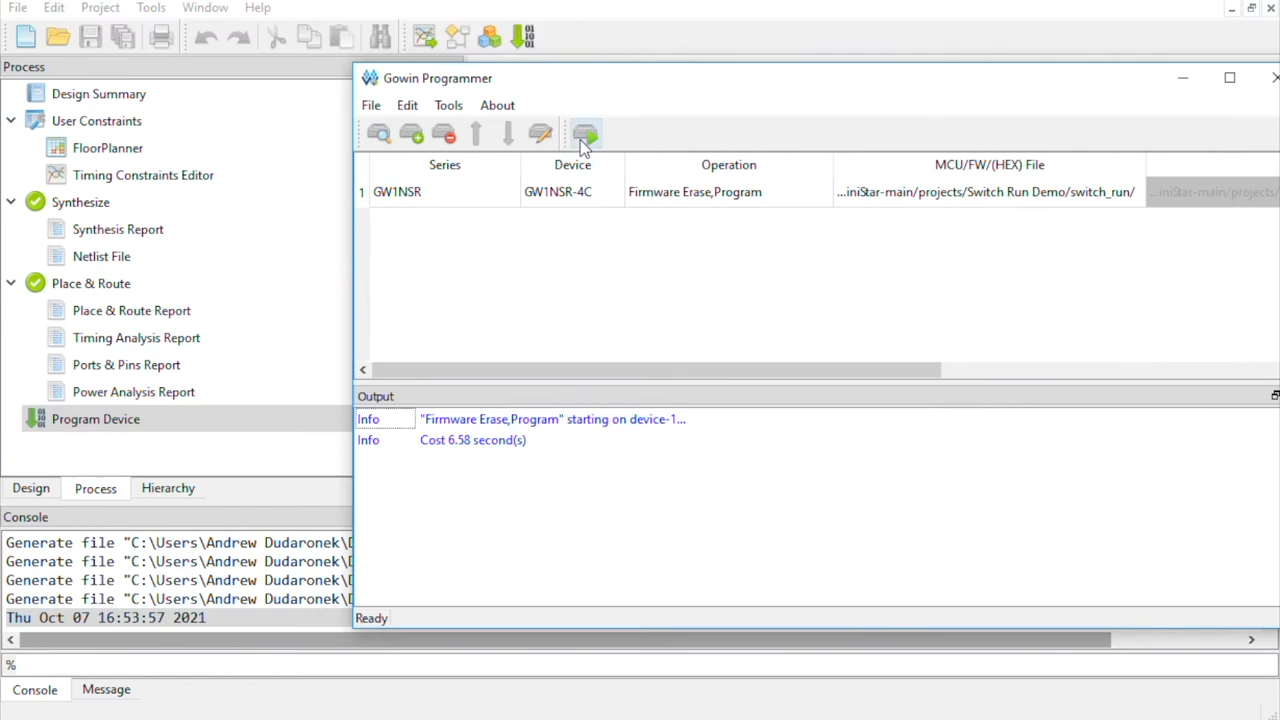 File Edit Project Tools Window Help
Process
Design Summary
User Constraints
FloorPlanner
Timing Constraints Editor
Synthesize
Synthesis Report
Netlist File
Place & Route
Place & Route Report
Timing Analysis Report
Ports & Pins Report
Power Analysis Report
Program Device
Design Process Hierarchy
Console
Generate file "C:\Users\Andrew Dudaronek\D
Generate file "C:\Users\Andrew Dudaronek\D
Generate file "C:\Users\Andrew Dudaronek\D
Generate file "C:\Users\Andrew Dudaronek\D
Thu Oct 07 16:53:57 2021
%
Console Message
Gowin Programmer
File Edit Tools About
Series Device Operation MCU/FW/(HEX) File
1 GW1NSR GW1NSR-4C Firmware Erase,Program ...iniStar-main/projects/Switch Run Demo/switch_run/ ...iniStar-main/projects/
Output
Info "Firmware Erase,Program" starting on device-1...
Info Cost 6.58 second(s)
Ready